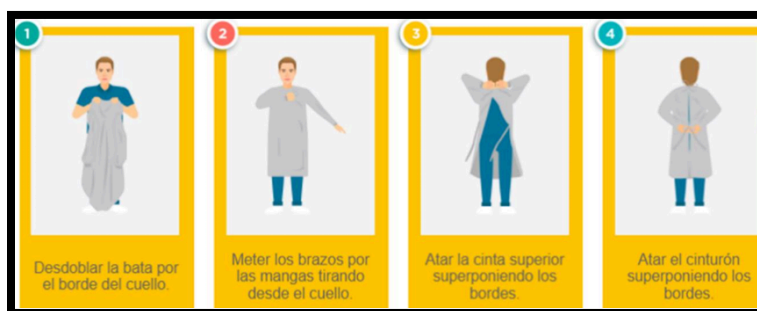 1
Desdoblar la bata por
el borde del cuello.
2
Meter los brazos por
las mangas tirando
desde el cuello.
3
Atar la cinta superior
superponiendo los
bordes.
4
Atar el cinturón
superponiendo los
bordes.